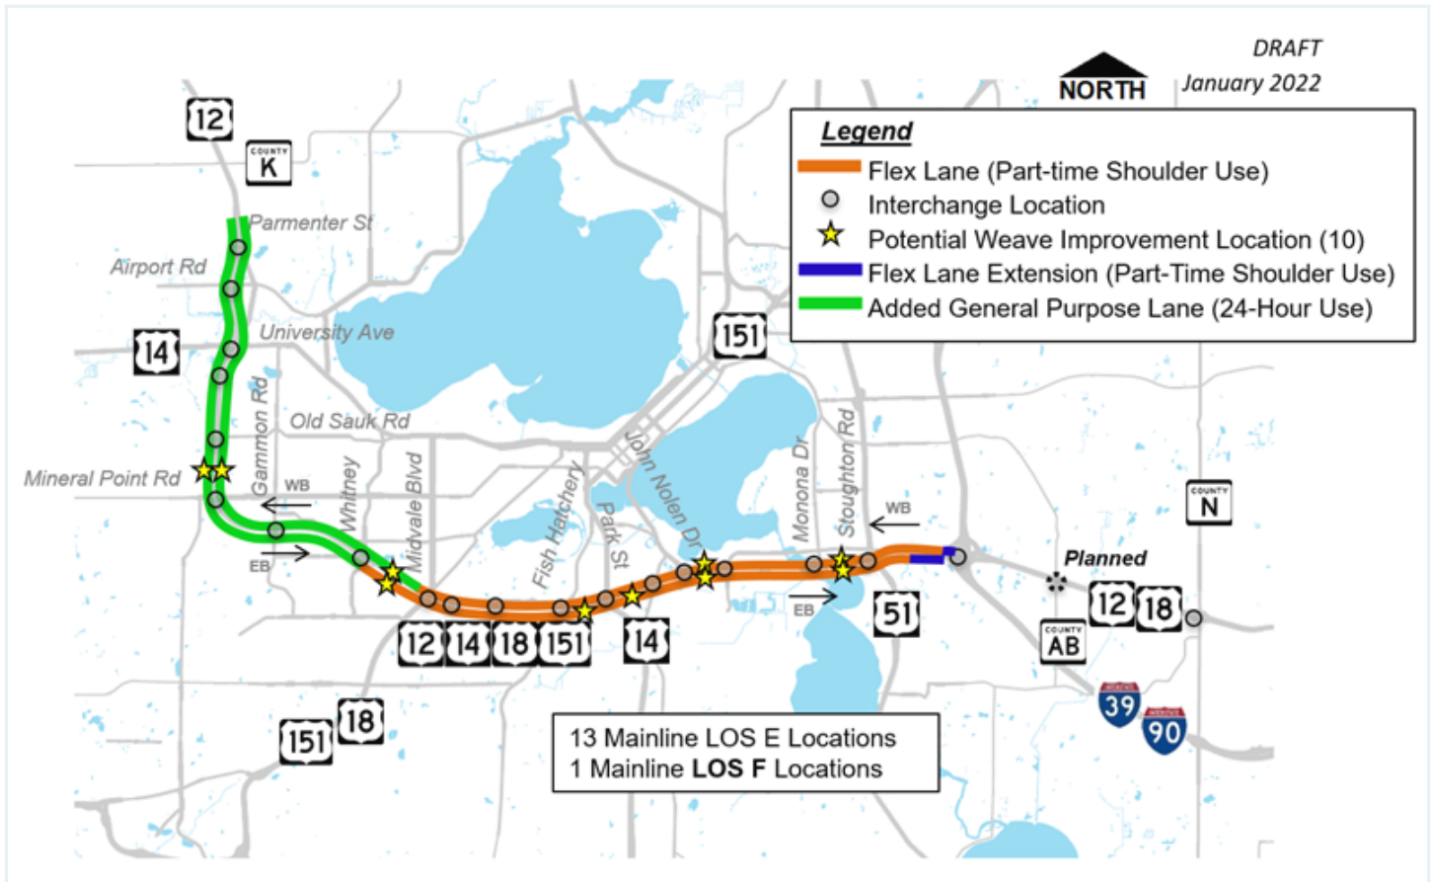 DRAFT
January 2022
NORTH
Legend
Flex Lane (Part-time Shoulder Use)
Interchange Location
Potential Weave Improvement Location (10)
Flex Lane Extension (Part-Time Shoulder Use)
Added General Purpose Lane (24-Hour Use)
12
COUNTY
K
Parmenter St
Airport Rd
University Ave
14
151
Gammon Rd
Old Sauk Rd
Mineral Point Rd
WB
EB
Whitney
Midvale Blvd
Fish Hatchery
Park St
John Nolen Dr
Monona Dr
Stoughton Rd
WB
EB
COUNTY
N
Planned
12 18
COUNTY
AB
51
12 14 18 151
14
18
151
INTERSTATE
39
INTERSTATE
90
13 Mainline LOS E Locations
1 Mainline LOS F Locations